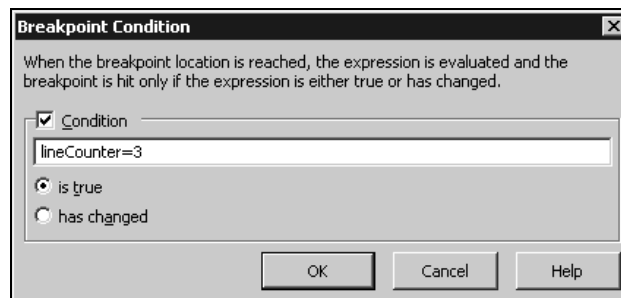 Breakpoint Condition
When the breakpoint location is reached, the expression is evaluated and the
breakpoint is hit only if the expression is either true or has changed.
Condition
lineCounter=3
is true
has changed
OK Cancel Help